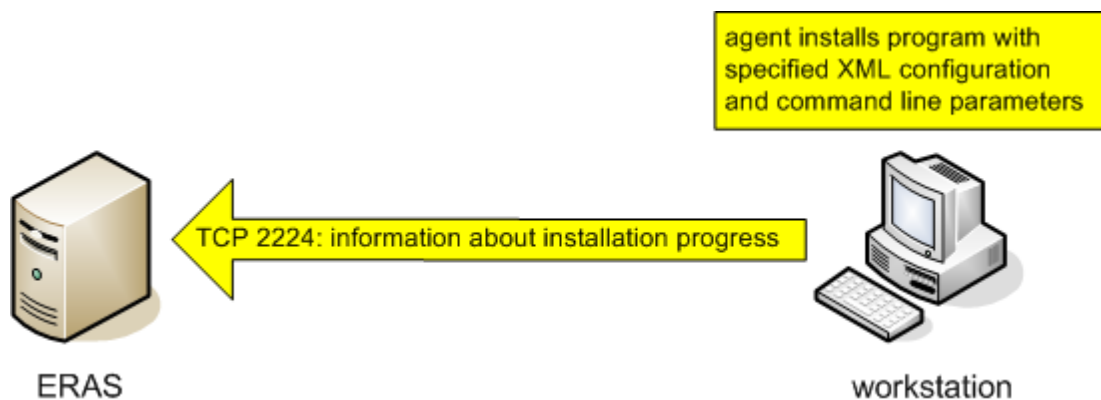 agent installs program with
specified XML configuration
and command line parameters
TCP 2224: information about installation progress
ERAS
workstation